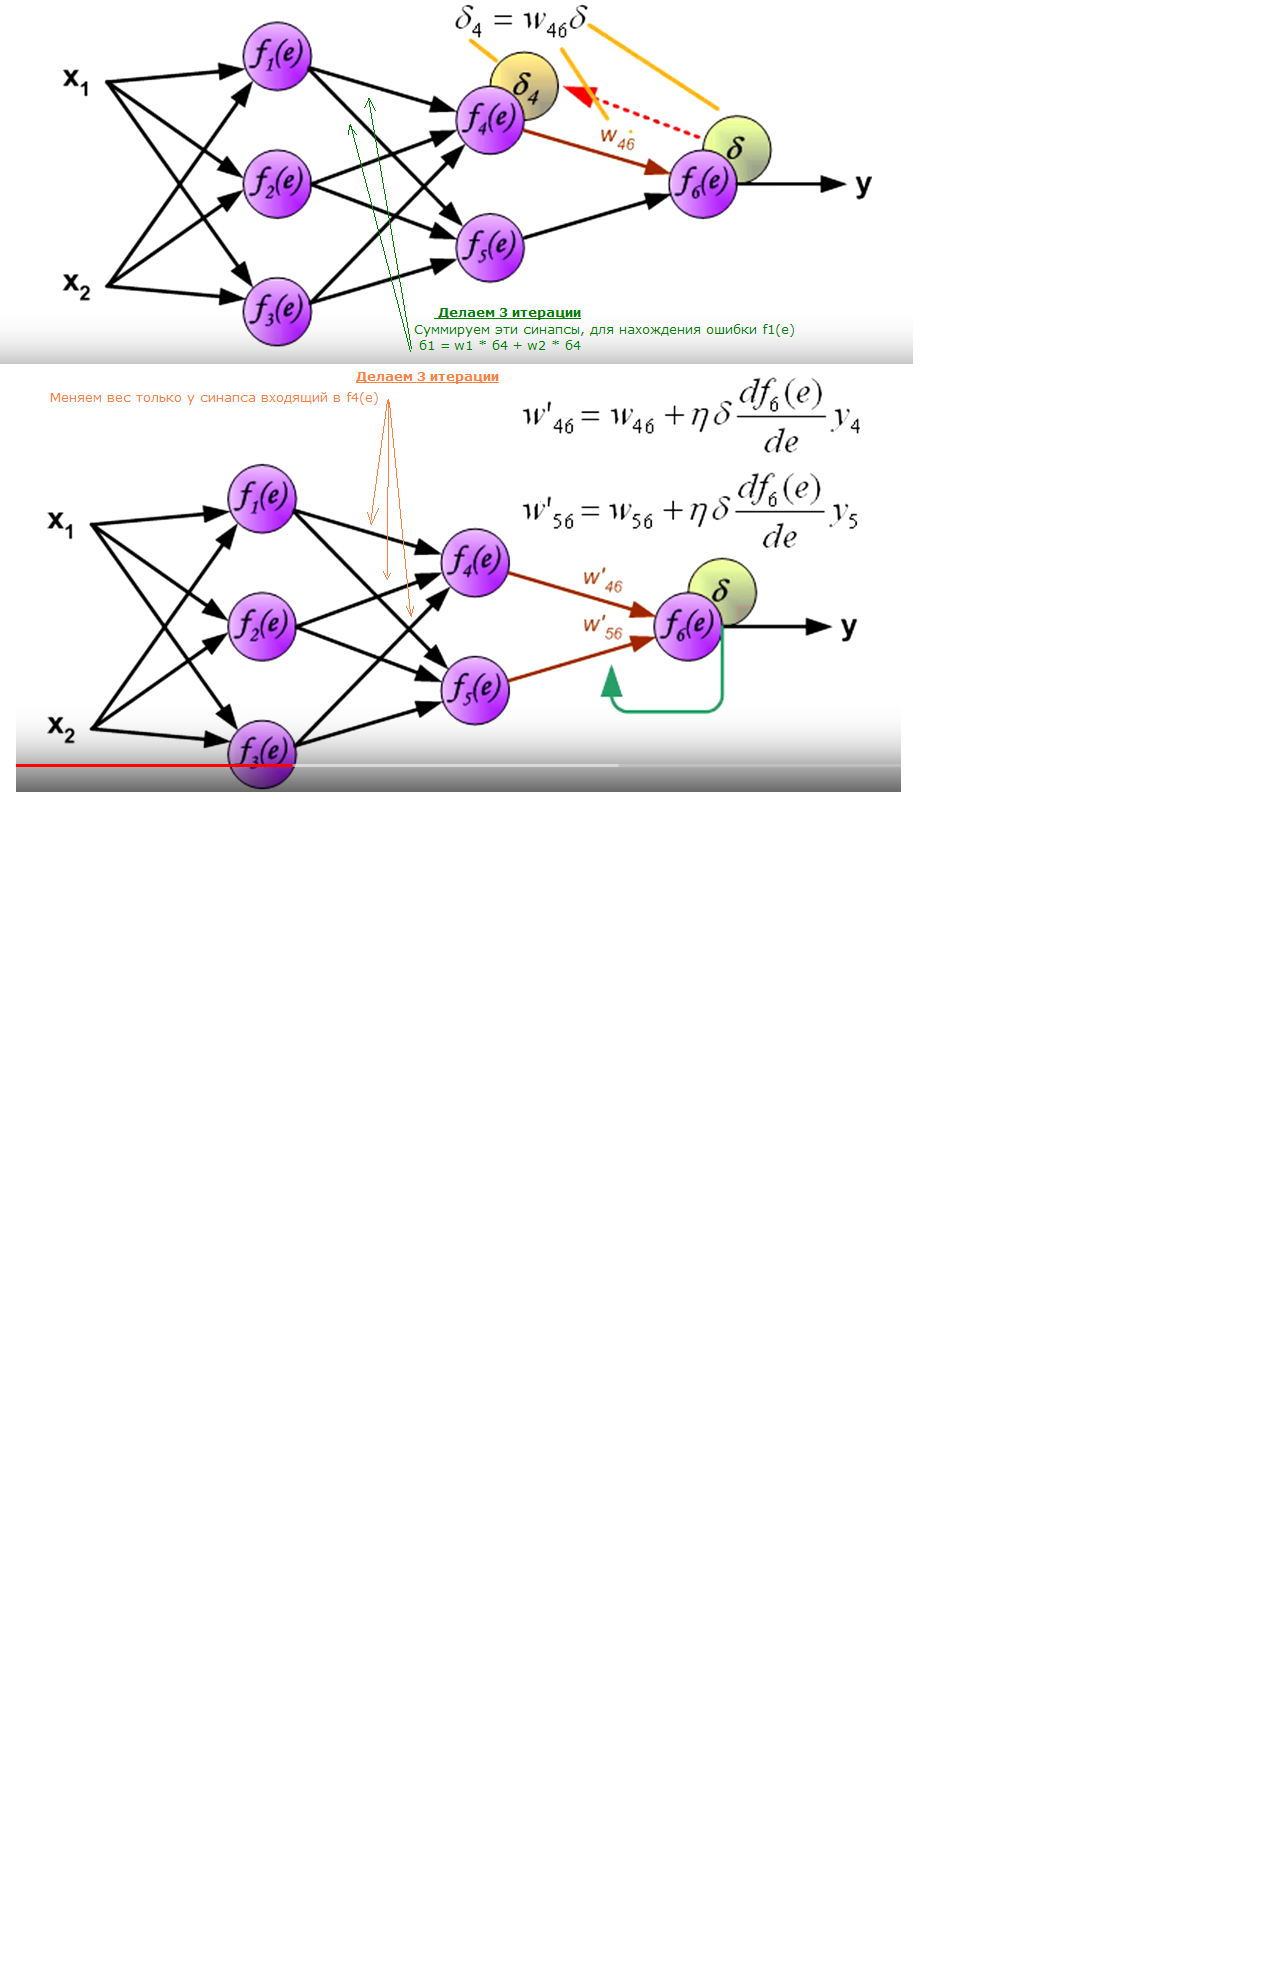 δ₄ = w₄₆δ
x₁
f₁(e)
δ₄
f₄(e)
w₄₆
δ
f₂(e)
f₆(e)
y
f₅(e)
x₂
f₃(e)
Делаем 3 итерации
Суммируем эти синапсы, для нахождения ошибки f1(e)
б1 = w1 * б4 + w2 * б4
Делаем 3 итерации
Меняем вес только у синапса входящий в f4(e)
w'₄₆ = w₄₆ + ηδ df₆(e)/de y₄
w'₅₆ = w₅₆ + ηδ df₆(e)/de y₅
f₁(e)
x₁
f₄(e)
w'₄₆
δ
f₂(e)
w'₅₆
f₆(e)
y
f₅(e)
x₂
f₃(e)